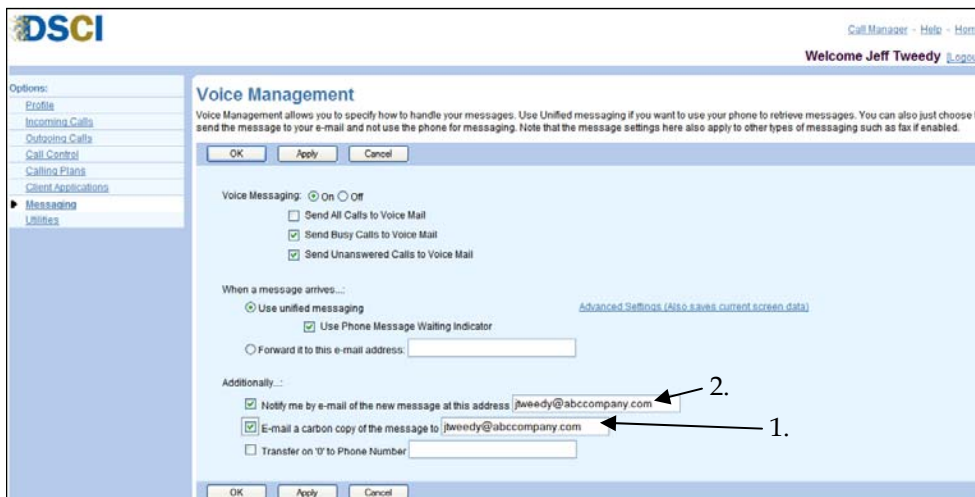 DSCI
Call Manager - Help -
Welcome Jeff Tweedy
Options:
Profile
Incoming Calls
Outgoing Calls
Call Control
Calling Plans
Client Applications
Messaging
Utilities
Voice Management
Voice Management allows you to specify how to handle your messages. Use Unified messaging if you want to use your phone to retrieve messages. You can also just choose
send the message to your e-mail and not use the phone for messaging. Note that the message settings here also apply to other types of messaging such as fax if enabled.
OK Apply Cancel
Voice Messaging: On Off
Send All Calls to Voice Mail
Send Busy Calls to Voice Mail
Send Unanswered Calls to Voice Mail
When a message arrives...:
Use unified messaging Advanced Settings (Also saves current screen data)
Use Phone Message Waiting Indicator
Forward it to this e-mail address:
Additionally...:
Notify me by e-mail of the new message at this address jtweedy@abccompany.com 2.
E-mail a carbon copy of the message to jtweedy@abccompany.com 1.
Transfer on '0' to Phone Number
OK Apply Cancel